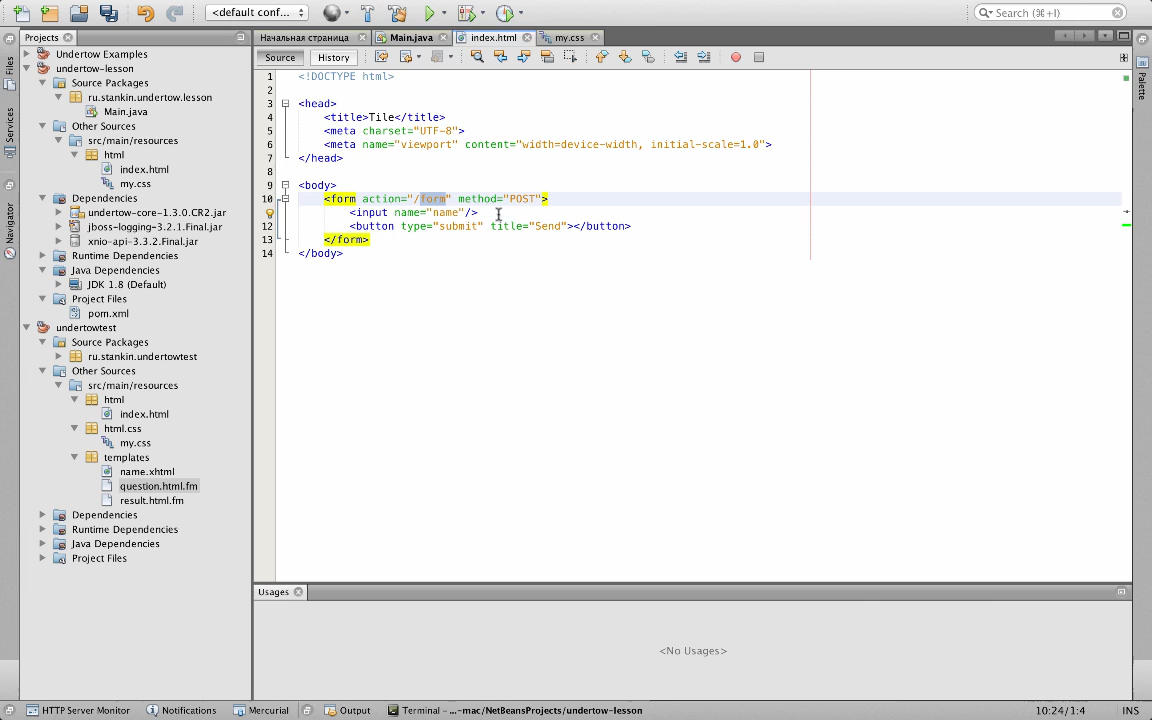 <default conf...
Search (⌘+I)
Projects
Files
Services
Navigator
Undertow Examples
undertow-lesson
Source Packages
ru.stankin.undertow.lesson
Main.java
Other Sources
src/main/resources
html
index.html
my.css
Dependencies
undertow-core-1.3.0.CR2.jar
jboss-logging-3.2.1.Final.jar
xnio-api-3.3.2.Final.jar
Runtime Dependencies
Java Dependencies
JDK 1.8 (Default)
Project Files
pom.xml
undertowtest
Source Packages
ru.stankin.undertowtest
Other Sources
src/main/resources
html
index.html
html.css
my.css
templates
name.xhtml
question.html.fm
result.html.fm
Dependencies
Runtime Dependencies
Java Dependencies
Project Files
Начальная страница Main.java index.html my.css
Source History
1 <!DOCTYPE html>
2
3 <head>
4 <title>Tile</title>
5 <meta charset="UTF-8">
6 <meta name="viewport" content="width=device-width, initial-scale=1.0">
7 </head>
8
9 <body>
10 <form action="/form" method="POST">
<input name="name"/>
12 <button type="submit" title="Send"></button>
13 </form>
14 </body>
Palette
Usages
<No Usages>
HTTP Server Monitor Notifications Mercurial Output Terminal – ...-mac/NetBeansProjects/undertow-lesson 10:24/1:4 INS